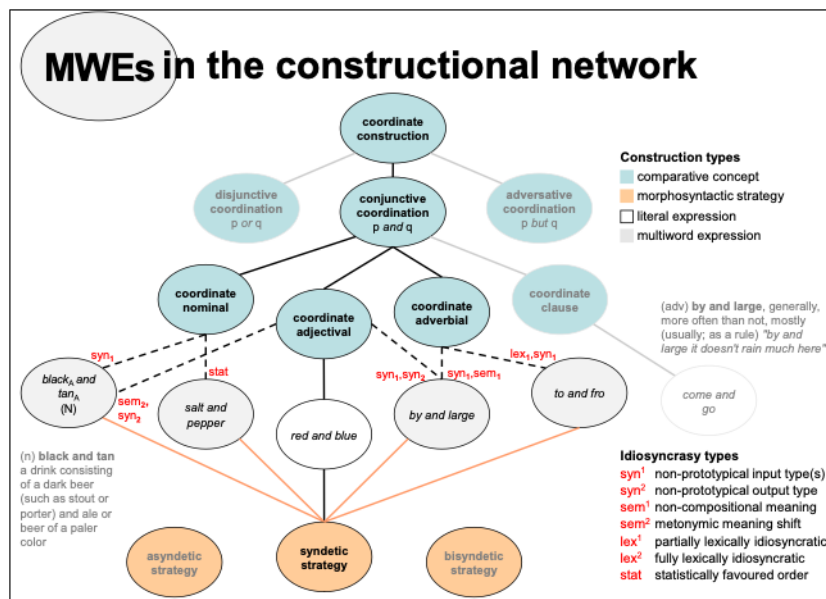 MWEs in the constructional network
coordinate
construction
Construction types
comparative concept
morphosyntactic strategy
literal expression
multiword expression
disjunctive
coordination
p or q
conjunctive
coordination
p and q
adversative
coordination
p but q
coordinate
nominal
coordinate
adjectival
coordinate
adverbial
coordinate
clause
(adv) by and large, generally,
more often than not, mostly
(usually; as a rule) "by and
large it doesn't rain much here"
syn₁
stat
sem₂,
syn₂
syn₁,syn₂
syn₁,sem₁
lex₁,syn₁
black_A and
tan_A
(N)
salt and
pepper
red and blue
by and large
to and fro
come and
go
(n) black and tan
a drink consisting
of a dark beer
(such as stout or
porter) and ale or
beer of a paler
color
Idiosyncrasy types
syn¹ non-prototypical input type(s)
syn² non-prototypical output type
sem¹ non-compositional meaning
sem² metonymic meaning shift
lex¹ partially lexically idiosyncratic
lex² fully lexically idiosyncratic
stat statistically favoured order
asyndetic
strategy
syndetic
strategy
bisyndetic
strategy